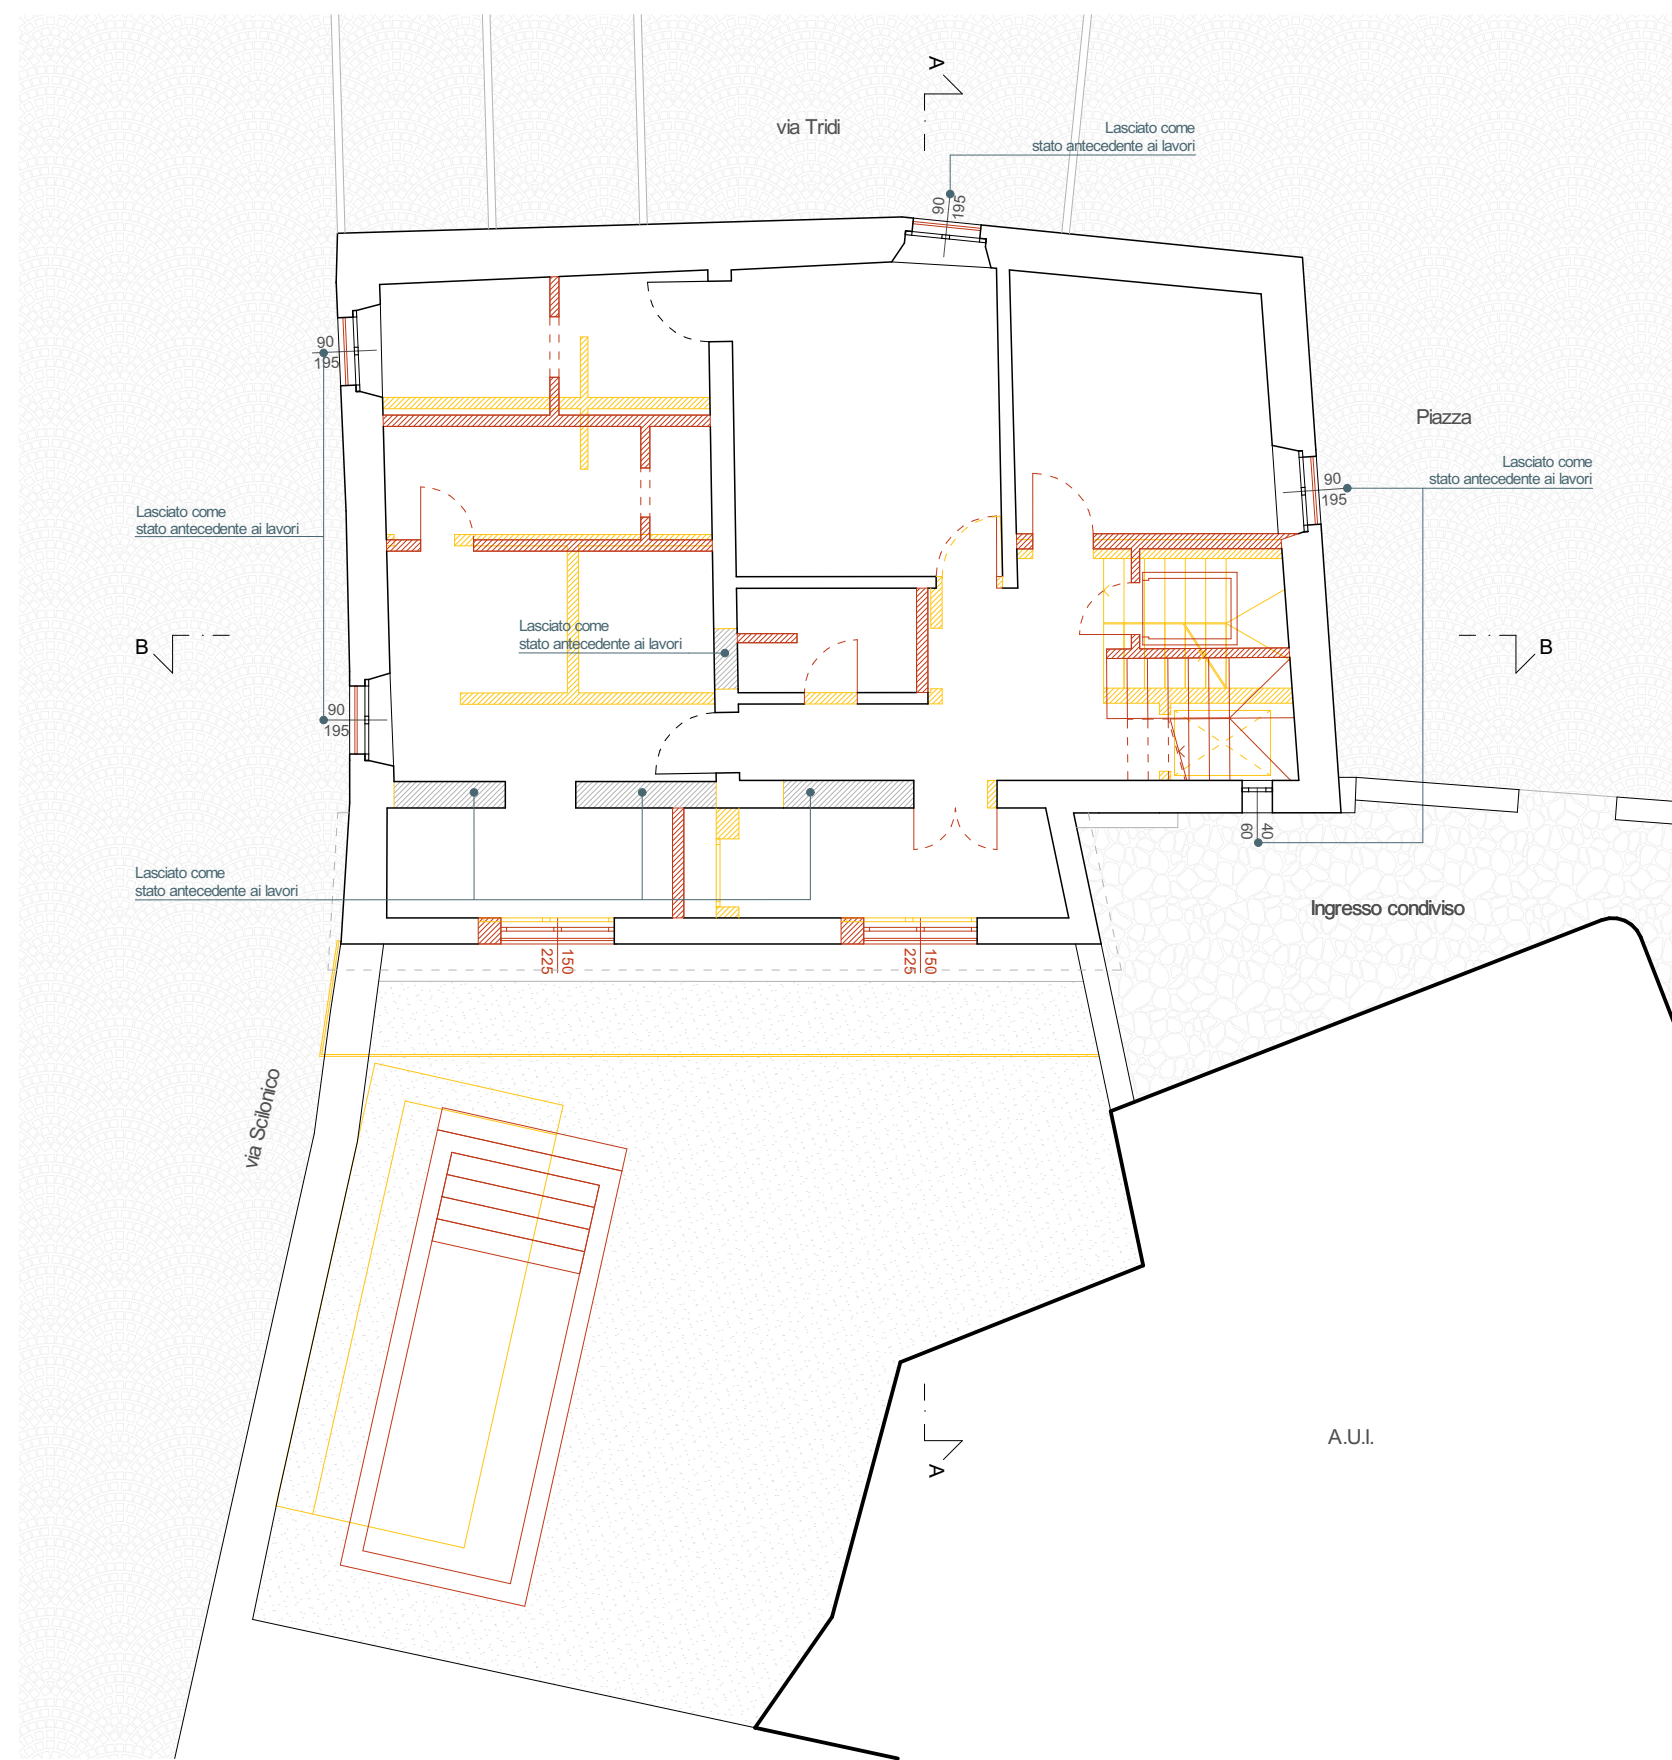 A
via Tridi
Lasciato come
stato antecedente ai lavori
90
195
90
195
Piazza
Lasciato come
stato antecedente ai lavori
90
195
Lasciato come
stato antecedente ai lavori
B
Lasciato come
stato antecedente ai lavori
B
90
195
40
60
Lasciato come
stato antecedente ai lavori
Ingresso condiviso
150
225
150
225
via Scilonico
A.U.I.
A